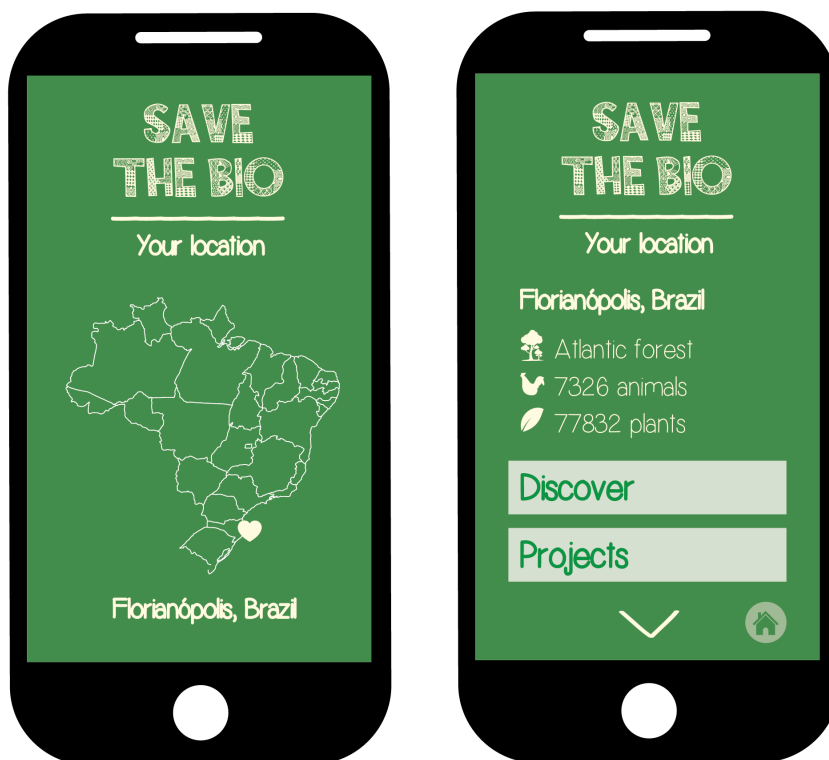 SAVE
THE BIO
Your location
Florianópolis, Brazil
SAVE
THE BIO
Your location
Florianópolis, Brazil
Atlantic forest
7326 animals
77832 plants
Discover
Projects